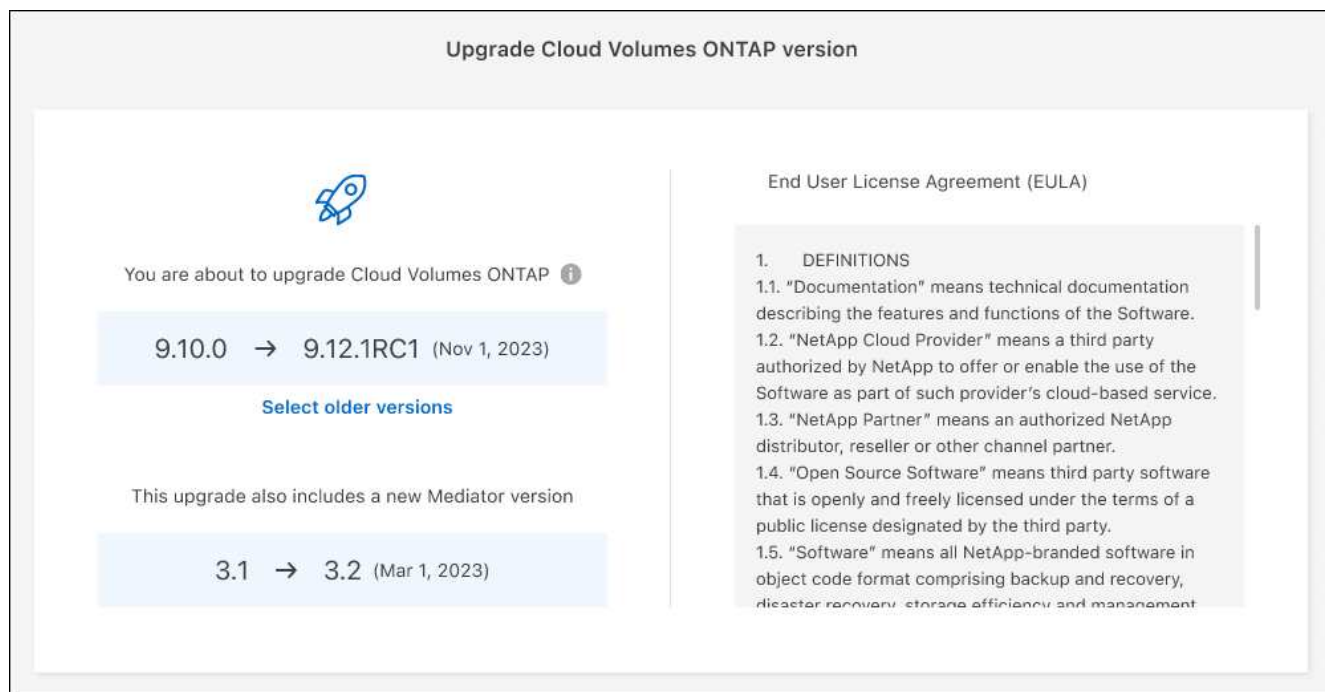 Upgrade Cloud Volumes ONTAP version
You are about to upgrade Cloud Volumes ONTAP
9.10.0 → 9.12.1RC1 (Nov 1, 2023)
Select older versions
This upgrade also includes a new Mediator version
3.1 → 3.2 (Mar 1, 2023)
End User License Agreement (EULA)
1. DEFINITIONS
1.1. “Documentation” means technical documentation
describing the features and functions of the Software.
1.2. “NetApp Cloud Provider” means a third party
authorized by NetApp to offer or enable the use of the
Software as part of such provider’s cloud-based service.
1.3. “NetApp Partner” means an authorized NetApp
distributor, reseller or other channel partner.
1.4. “Open Source Software” means third party software
that is openly and freely licensed under the terms of a
public license designated by the third party.
1.5. “Software” means all NetApp-branded software in
object code format comprising backup and recovery,
disaster recovery, storage efficiency and management